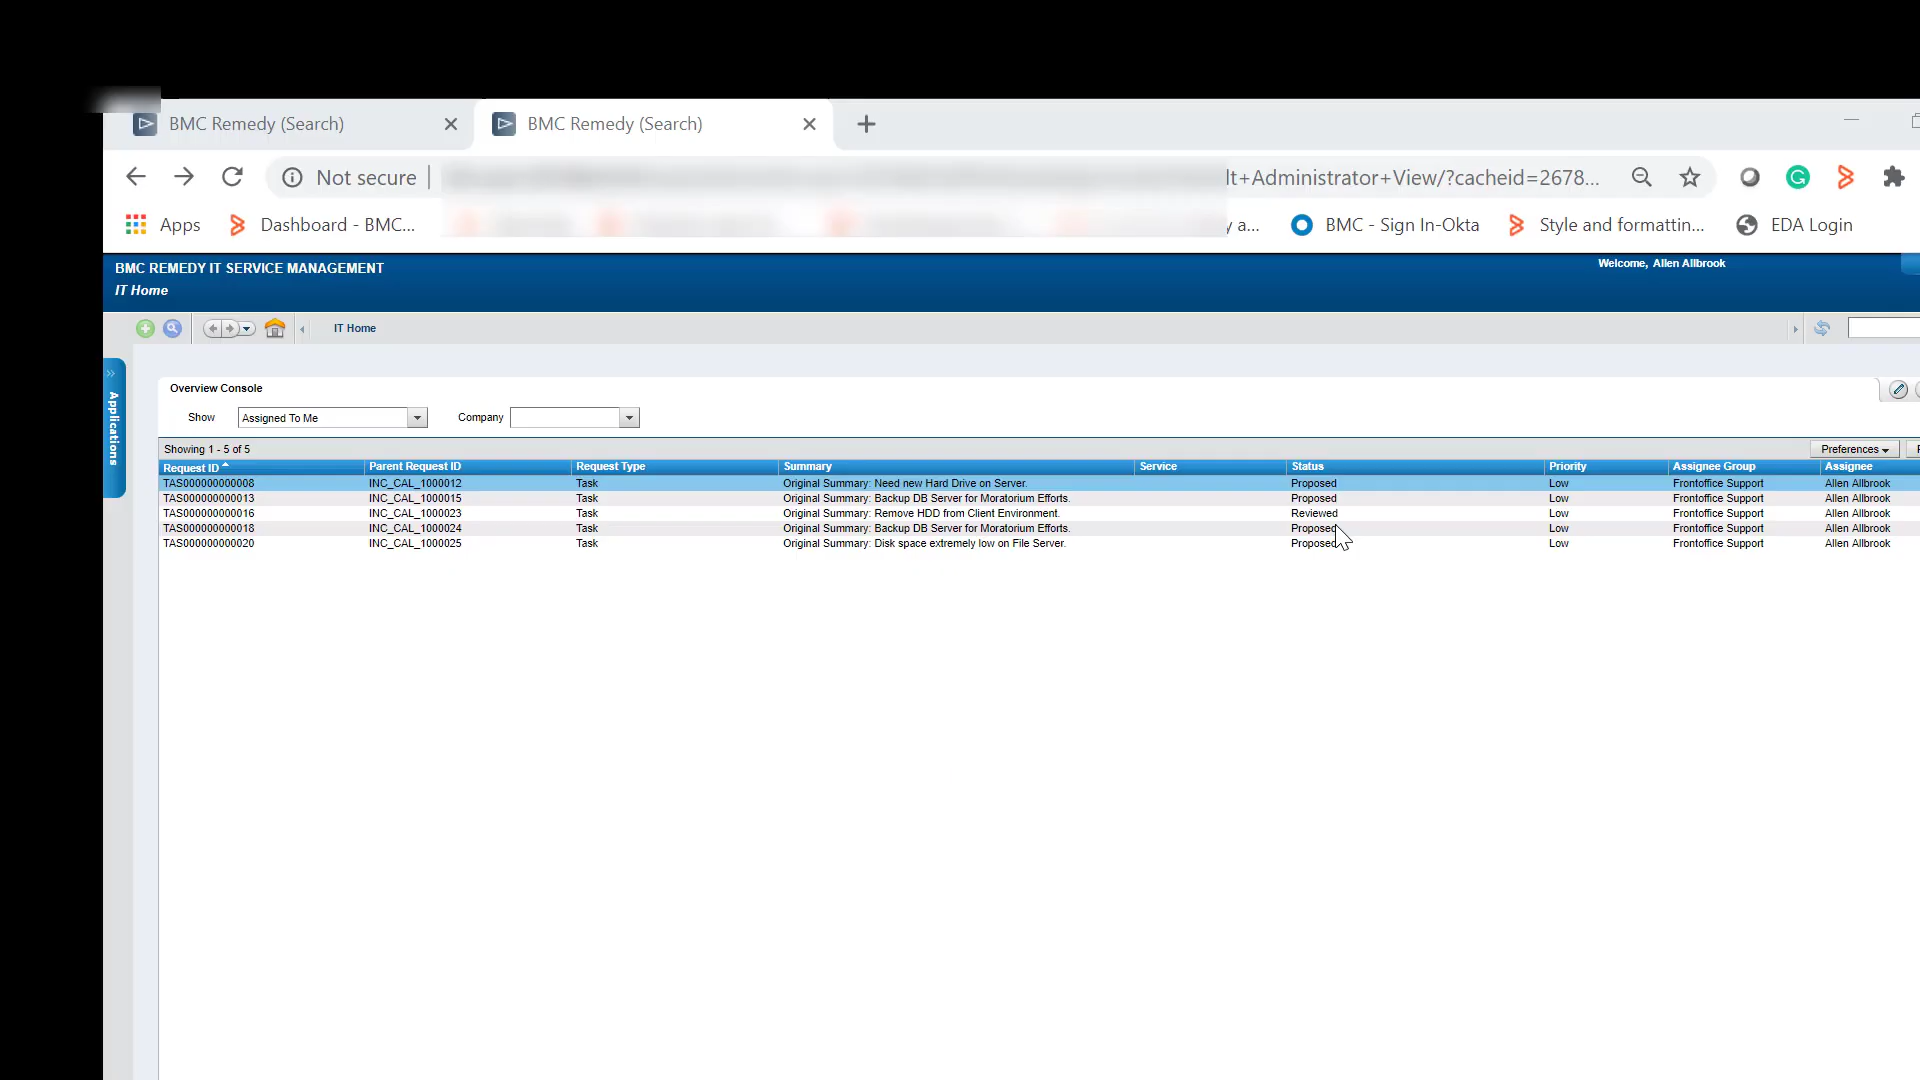 BMC Remedy (Search) BMC Remedy (Search)
Not secure lt+Administrator+View/?cacheid=2678...
Apps Dashboard - BMC... y a... BMC - Sign In-Okta Style and formattin... EDA Login
BMC REMEDY IT SERVICE MANAGEMENT Welcome, Allen Allbrook
IT Home
IT Home
Applications
Overview Console
Show Assigned To Me Company
Showing 1 - 5 of 5 Preferences
Request ID Parent Request ID Request Type Summary Service Status Priority Assignee Group Assignee
TAS000000000008 INC_CAL_1000012 Task Original Summary: Need new Hard Drive on Server. Proposed Low Frontoffice Support Allen Allbrook
TAS000000000013 INC_CAL_1000015 Task Original Summary: Backup DB Server for Moratorium Efforts. Proposed Low Frontoffice Support Allen Allbrook
TAS000000000016 INC_CAL_1000023 Task Original Summary: Remove HDD from Client Environment. Reviewed Low Frontoffice Support Allen Allbrook
TAS000000000018 INC_CAL_1000024 Task Original Summary: Backup DB Server for Moratorium Efforts. Proposed Low Frontoffice Support Allen Allbrook
TAS000000000020 INC_CAL_1000025 Task Original Summary: Disk space extremely low on File Server. Proposed Low Frontoffice Support Allen Allbrook